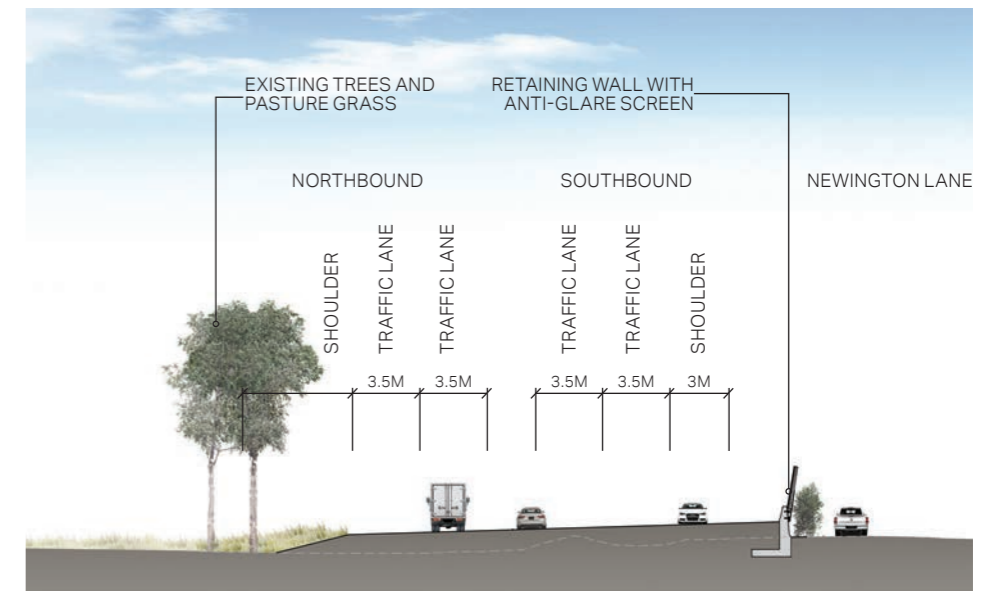 EXISTING TREES AND
PASTURE GRASS
RETAINING WALL WITH
ANTI-GLARE SCREEN
NORTHBOUND
SOUTHBOUND
NEWINGTON LANE
SHOULDER
TRAFFIC LANE
TRAFFIC LANE
TRAFFIC LANE
TRAFFIC LANE
SHOULDER
3.5M
3.5M
3.5M
3.5M
3M